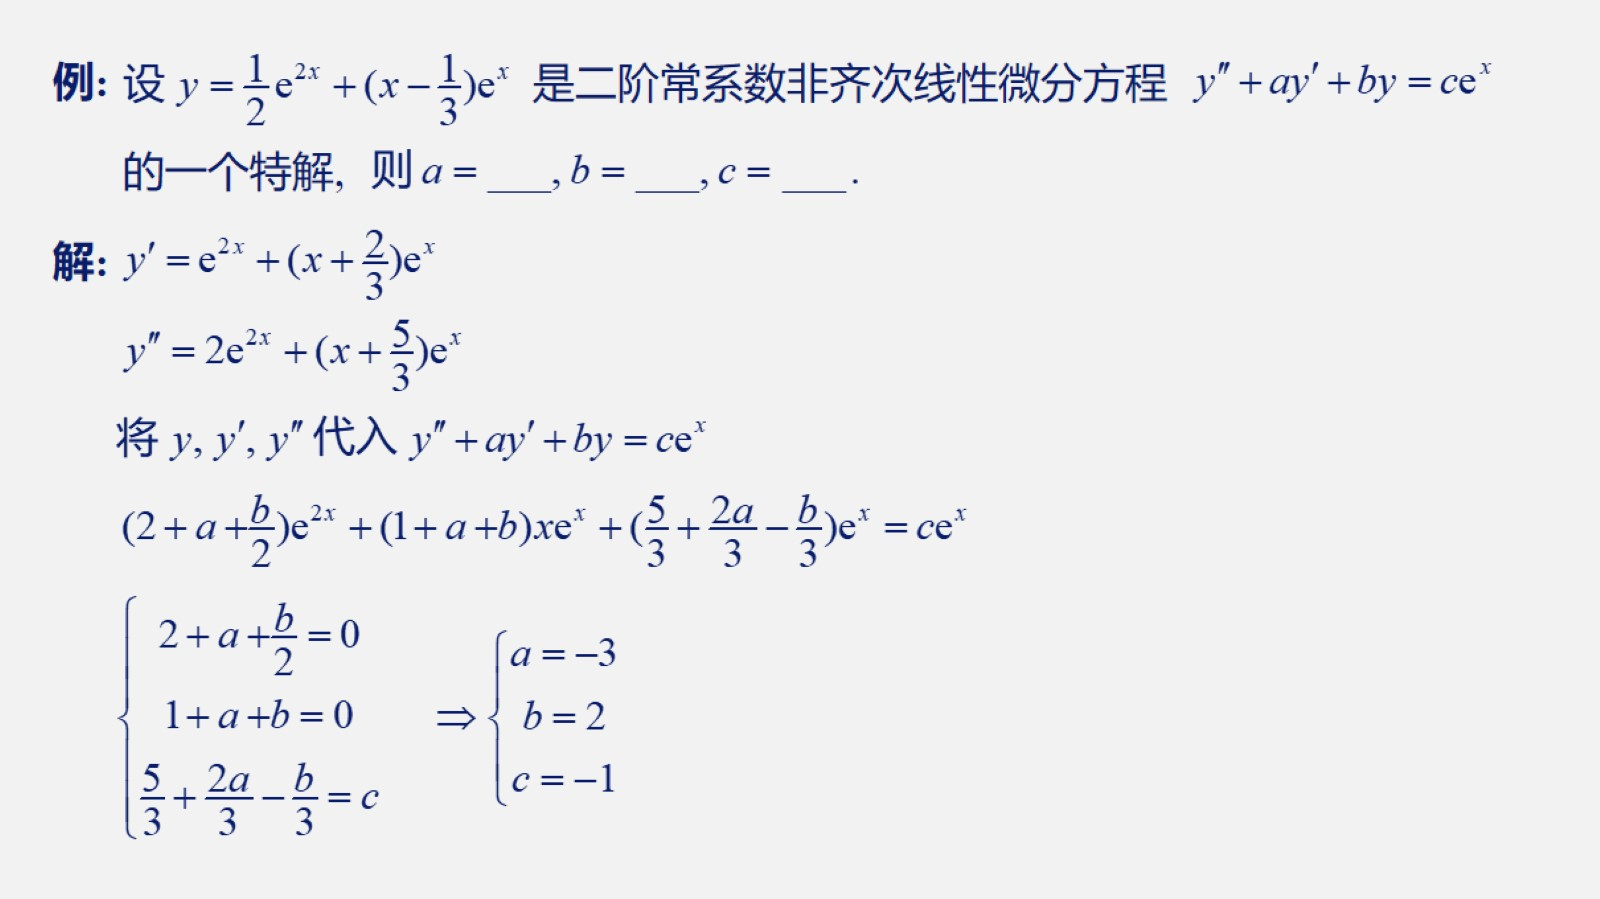 例: 设 y = 1/2 e^{2x} + (x − 1/3)e^x 是二阶常系数非齐次线性微分方程 y″ + ay′ + by = ce^x
的一个特解, 则 a = ___, b = ___, c = ___.
解: y′ = e^{2x} + (x + 2/3)e^x
y″ = 2e^{2x} + (x + 5/3)e^x
将 y, y′, y″ 代入 y″ + ay′ + by = ce^x
(2 + a + b/2)e^{2x} + (1 + a + b)xe^x + (5/3 + 2a/3 − b/3)e^x = ce^x
{ 2 + a + b/2 = 0
1 + a + b = 0
5/3 + 2a/3 − b/3 = c
⇒ { a = −3
b = 2
c = −1